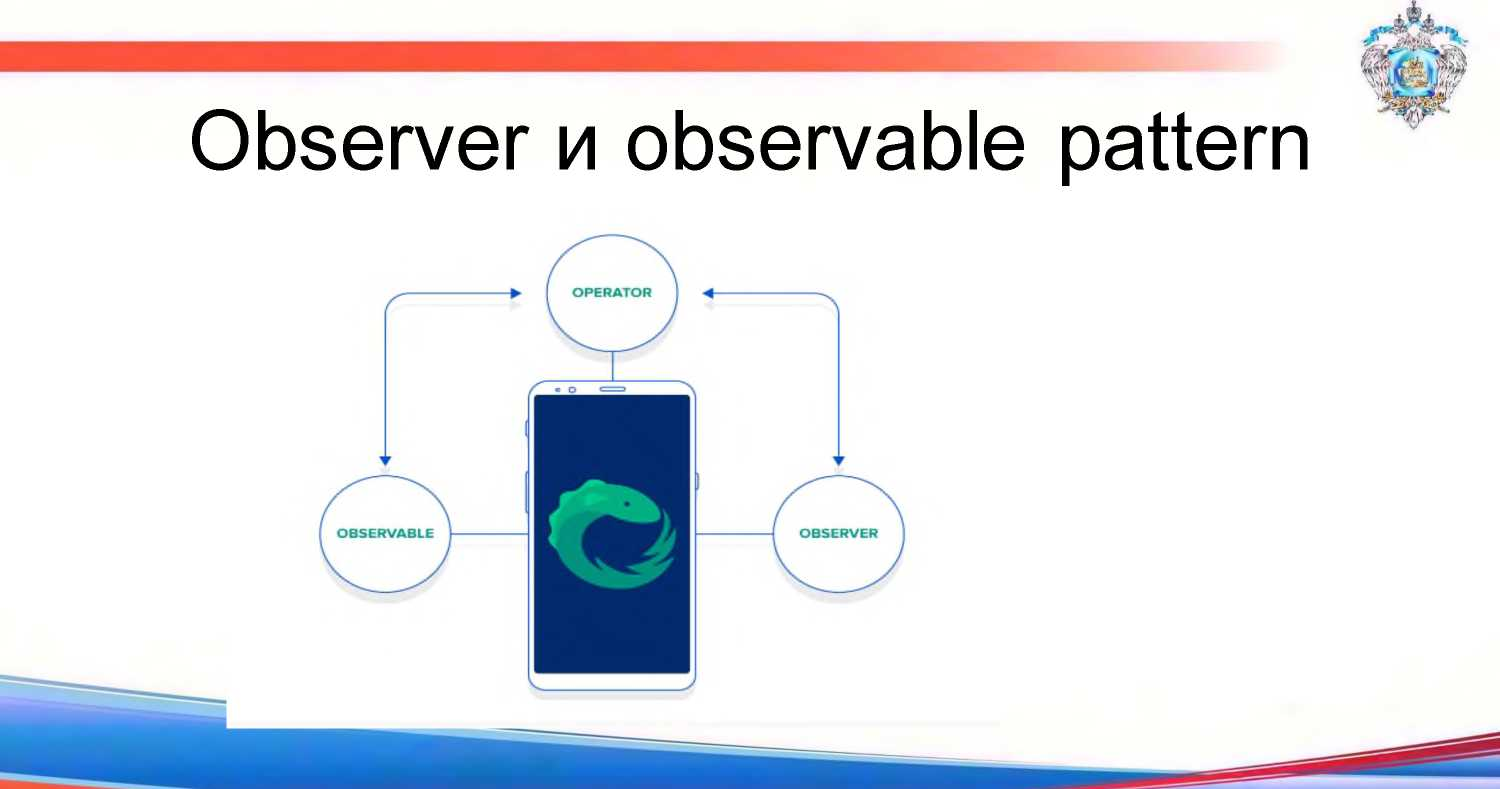 Observer и observable pattern
OPERATOR
OBSERVABLE
OBSERVER